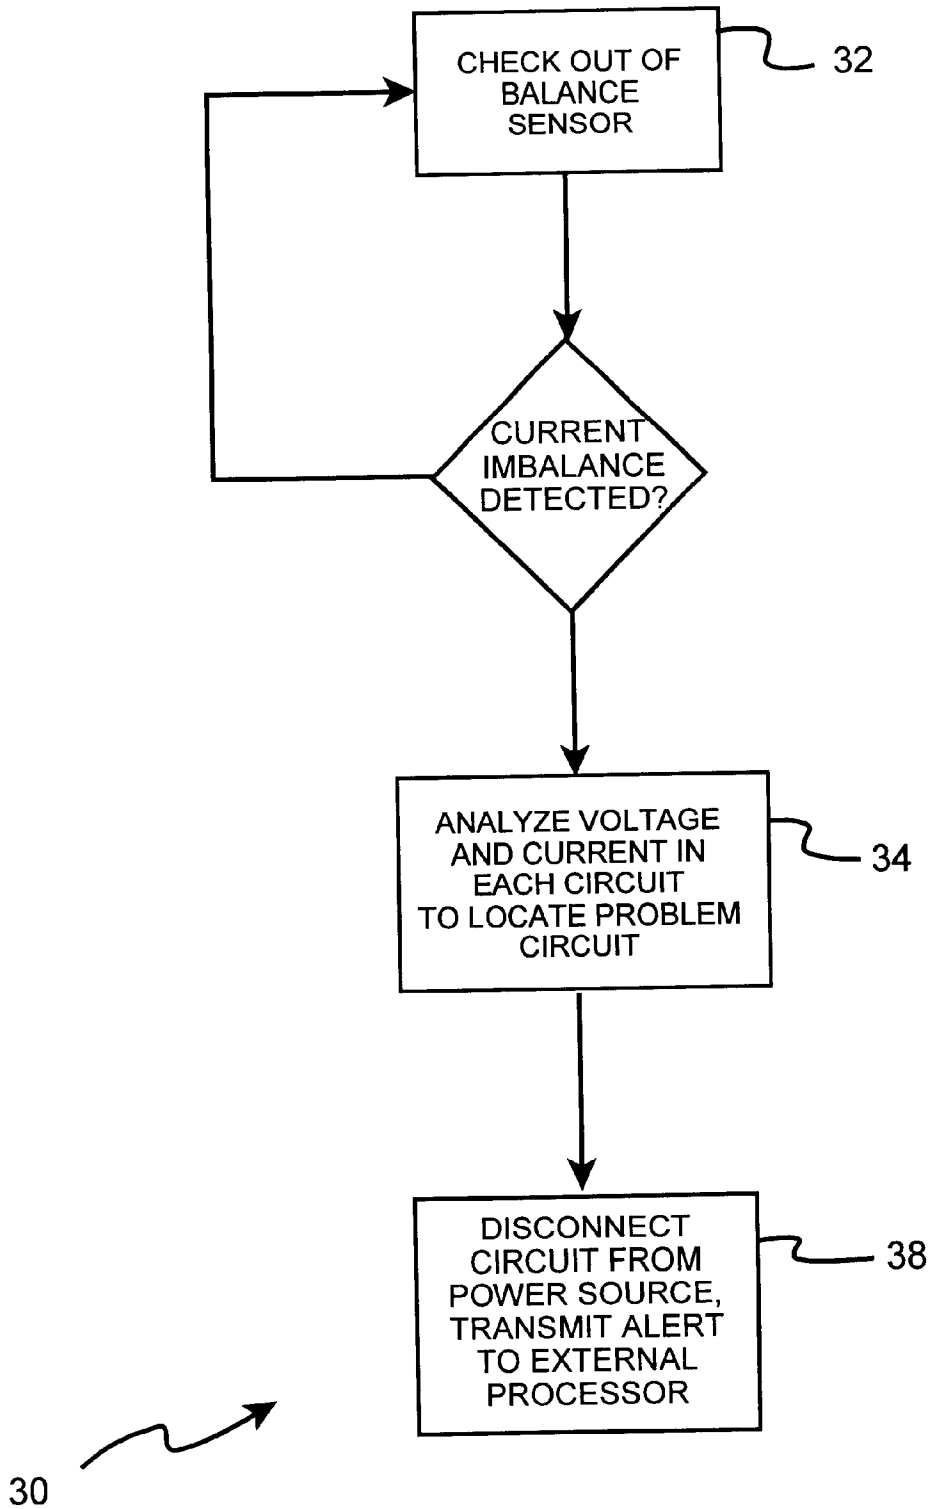 CHECK OUT OF
BALANCE
SENSOR
32
CURRENT
IMBALANCE
DETECTED?
ANALYZE VOLTAGE
AND CURRENT IN
EACH CIRCUIT
TO LOCATE PROBLEM
CIRCUIT
34
DISCONNECT
CIRCUIT FROM
POWER SOURCE,
TRANSMIT ALERT
TO EXTERNAL
PROCESSOR
38
30